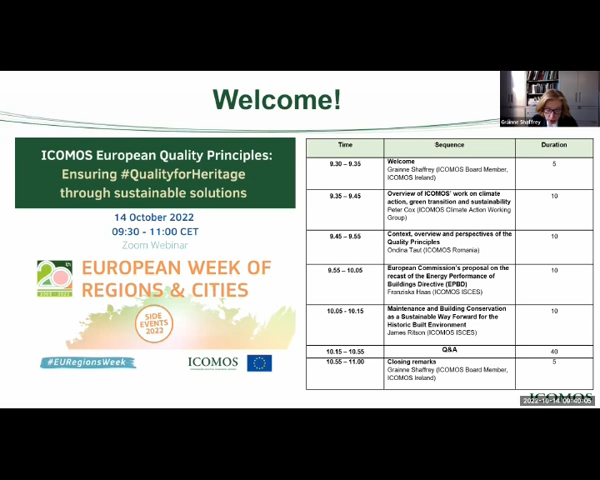 Welcome!
Grainne Shaffrey
ICOMOS European Quality Principles:
Ensuring #QualityforHeritage
through sustainable solutions
14 October 2022
09:30 - 11:00 CET
Zoom Webinar
20
EUROPEAN WEEK OF
REGIONS & CITIES
SIDE
EVENTS
2022
#EURegionsWeek
ICOMOS
Time Sequence Duration
9.30 – 9.35 Welcome 5
Grainne Shaffrey (ICOMOS Board Member,
ICOMOS Ireland)
9.35 – 9.45 Overview of ICOMOS' work on climate 10
action, green transition and sustainability
Peter Cox (ICOMOS Climate Action Working
Group)
9.45 – 9.55 Context, overview and perspectives of the 10
Quality Principles
Ondina Taut (ICOMOS Romania)
9.55 – 10.05 European Commission's proposal on the 10
recast of the Energy Performance of
Buildings Directive (EPBD)
Franziska Haas (ICOMOS ISCES)
10.05 - 10.15 Maintenance and Building Conservation 10
as a Sustainable Way Forward for the
Historic Built Environment
James Ritson (ICOMOS ISCES)
10.15 – 10.55 Q&A 40
10.55 – 11.00 Closing remarks 5
Grainne Shaffrey (ICOMOS Board Member,
ICOMOS Ireland)
ICOMOS